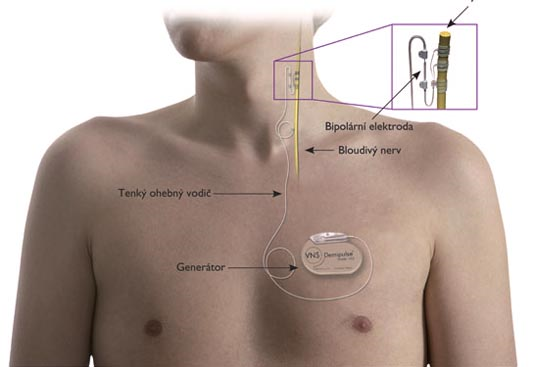 Bipolární elektroda
Bloudivý nerv
Tenký ohebný vodič
Generátor
VNS Demipulse